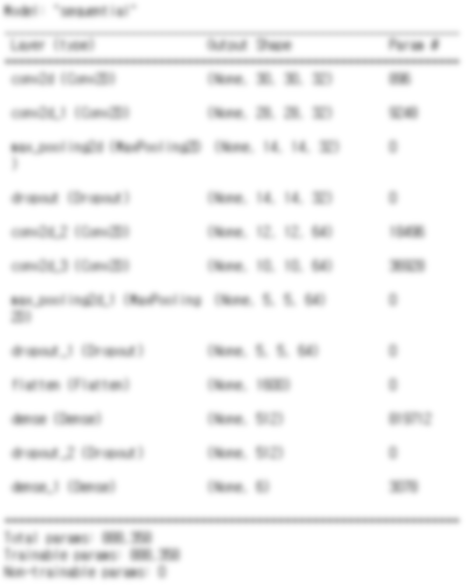 Model: "sequential"
Layer (type) Output Shape Param #
conv2d (Conv2D) (None, 30, 30, 32) 896
conv2d_1 (Conv2D) (None, 28, 28, 32) 9248
max_pooling2d (MaxPooling2D (None, 14, 14, 32) 0
)
dropout (Dropout) (None, 14, 14, 32) 0
conv2d_2 (Conv2D) (None, 12, 12, 64) 18496
conv2d_3 (Conv2D) (None, 10, 10, 64) 36928
max_pooling2d_1 (MaxPooling (None, 5, 5, 64) 0
2D)
dropout_1 (Dropout) (None, 5, 5, 64) 0
flatten (Flatten) (None, 1600) 0
dense (Dense) (None, 512) 819712
dropout_2 (Dropout) (None, 512) 0
dense_1 (Dense) (None, 6) 3078
Total params: 888,358
Trainable params: 888,358
Non-trainable params: 0